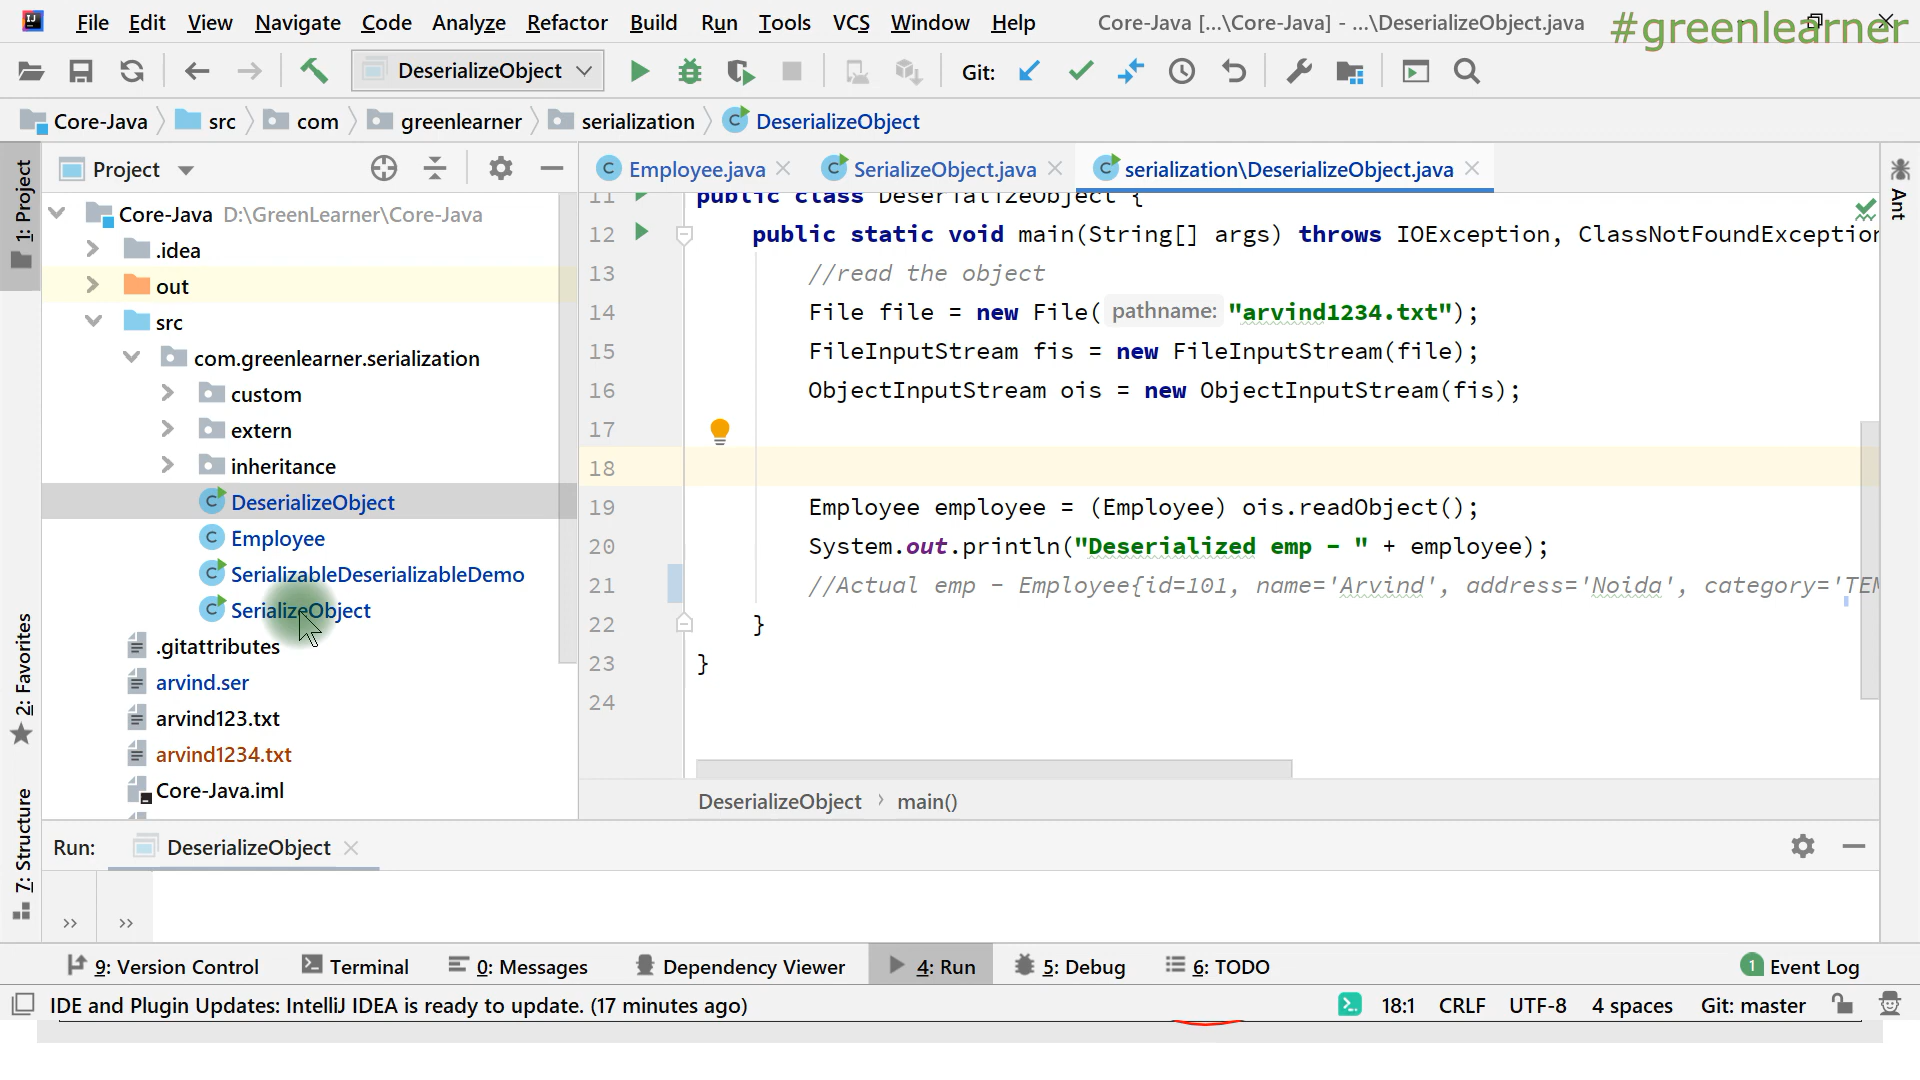 File Edit View Navigate Code Analyze Refactor Build Run Tools VCS Window Help Core-Java [...\Core-Java] - ...\DeserializeObject.java #greenlearner
DeserializeObject Git:
Core-Java src com greenlearner serialization DeserializeObject
1: Project
Project
Employee.java SerializeObject.java serialization\DeserializeObject.java
Ant
Core-Java D:\GreenLearner\Core-Java
.idea
out
src
com.greenlearner.serialization
custom
extern
inheritance
DeserializeObject
Employee
SerializableDeserializableDemo
SerializeObject
.gitattributes
arvind.ser
arvind123.txt
arvind1234.txt
Core-Java.iml
11 public class DeserializeObject {
12 public static void main(String[] args) throws IOException, ClassNotFoundException
13 //read the object
14 File file = new File( pathname: "arvind1234.txt");
15 FileInputStream fis = new FileInputStream(file);
16 ObjectInputStream ois = new ObjectInputStream(fis);
17
18
19 Employee employee = (Employee) ois.readObject();
20 System.out.println("Deserialized emp - " + employee);
21 //Actual emp - Employee{id=101, name='Arvind', address='Noida', category='TEM
22 }
23 }
24
DeserializeObject › main()
2: Favorites
7: Structure
Run: DeserializeObject
9: Version Control Terminal 0: Messages Dependency Viewer 4: Run 5: Debug 6: TODO 1 Event Log
IDE and Plugin Updates: IntelliJ IDEA is ready to update. (17 minutes ago) 18:1 CRLF UTF-8 4 spaces Git: master